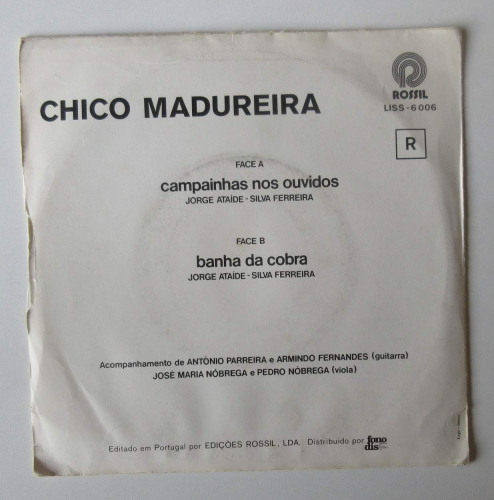 ROSSIL
LISS-6006
CHICO MADUREIRA
R
FACE A
campainhas nos ouvidos
JORGE ATAÍDE - SILVA FERREIRA
FACE B
banha da cobra
JORGE ATAÍDE - SILVA FERREIRA
Acompanhamento de ANTÓNIO PARREIRA e ARMINDO FERNANDES (guitarra)
JOSÉ MARIA NÓBREGA e PEDRO NÓBREGA (viola)
Editado em Portugal por EDIÇÕES ROSSIL, LDA. Distribuido por fono dis